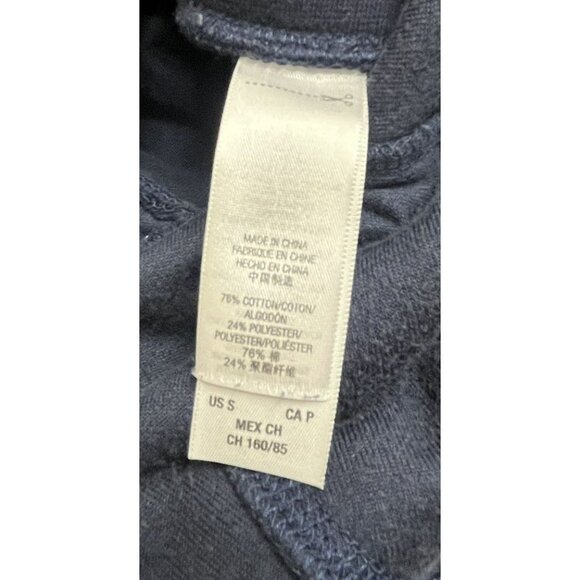 MADE IN CHINA
FABRIQUE EN CHINE
HECHO EN CHINA
中国制造
76% COTTON/COTON/
ALGODÓN
24% POLYESTER/
POLYESTER/POLIÉSTER
76% 棉
24% 聚酯纤维
US S CA P
MEX CH
CH 160/85